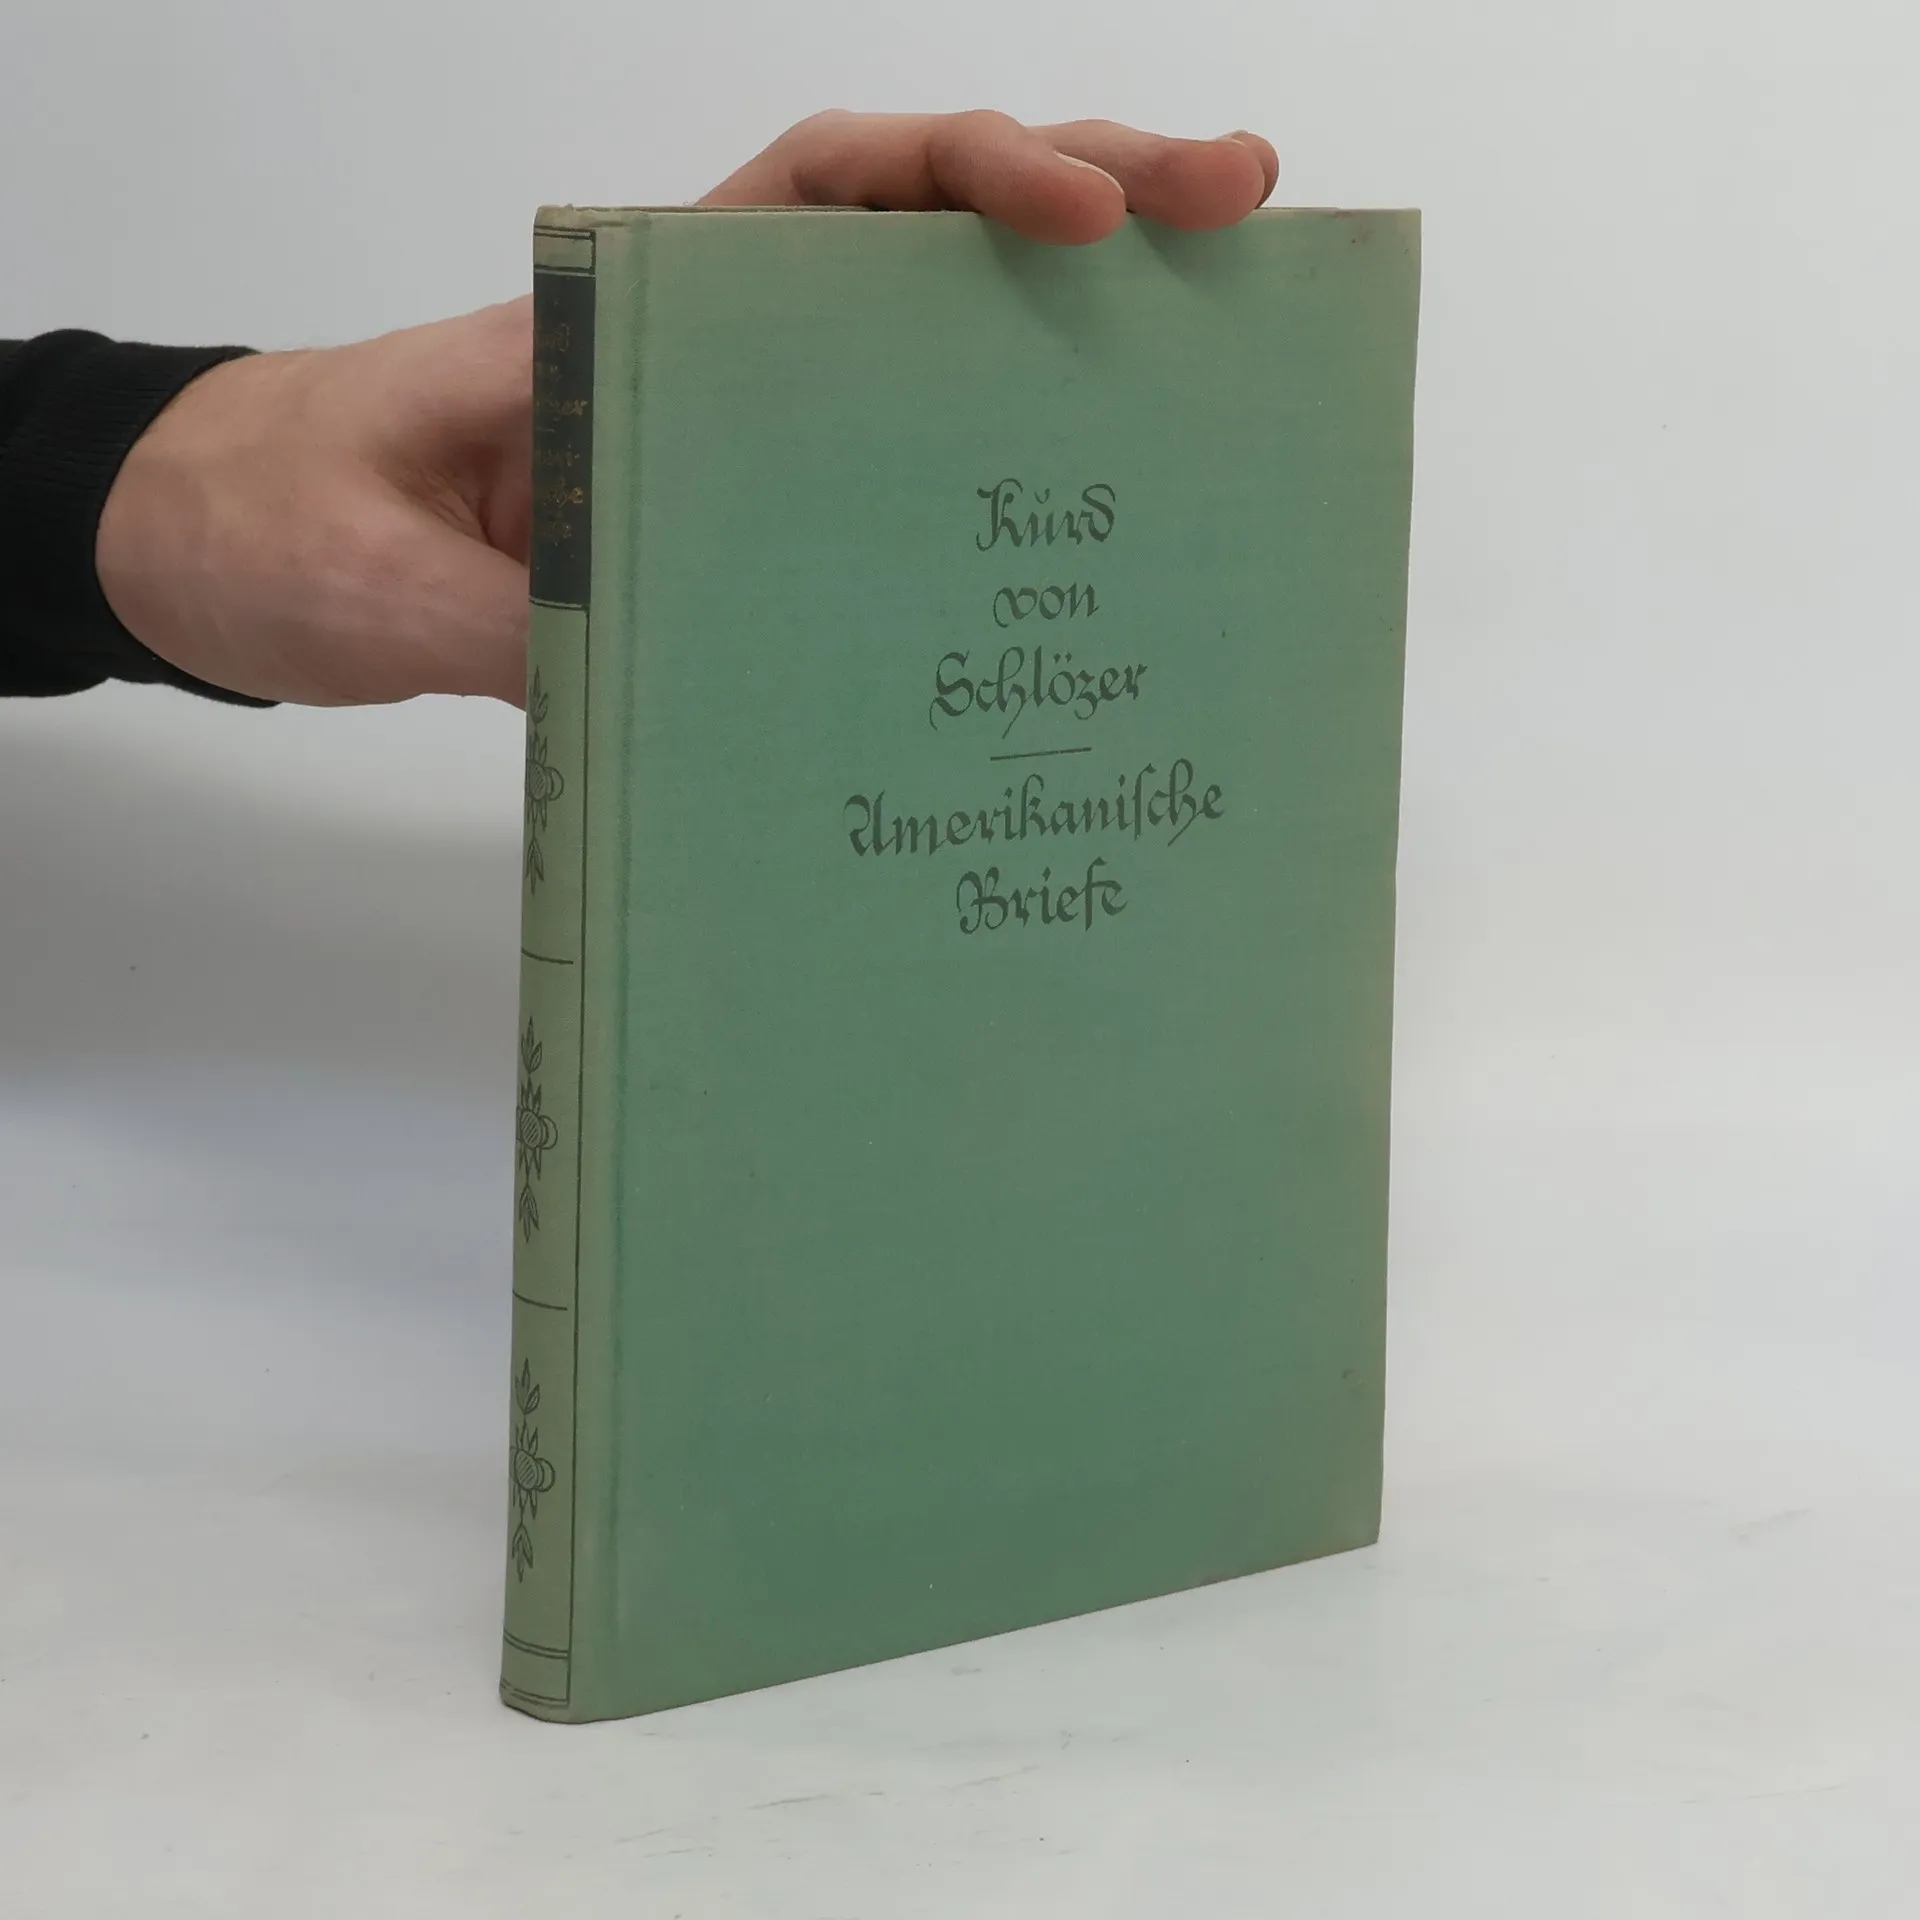 Kurd
von
Schlözer
Amerikaniſche
Briefe